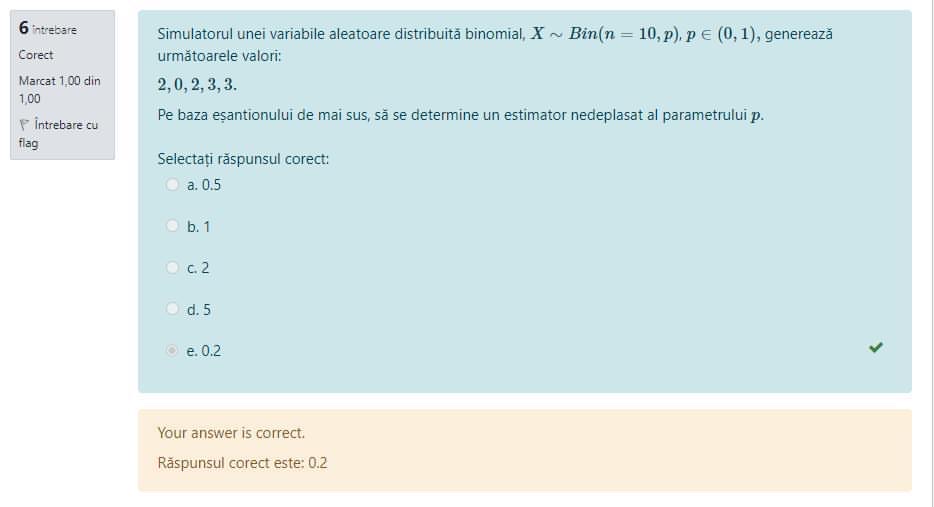 6 întrebare
Corect
Marcat 1,00 din
1,00
Întrebare cu
flag
Simulatorul unei variabile aleatoare distribuită binomial, X ∼ Bin(n = 10, p), p ∈ (0, 1), generează
următoarele valori:
2, 0, 2, 3, 3.
Pe baza eșantionului de mai sus, să se determine un estimator nedeplasat al parametrului p.
Selectați răspunsul corect:
a. 0.5
b. 1
c. 2
d. 5
e. 0.2
Your answer is correct.
Răspunsul corect este: 0.2